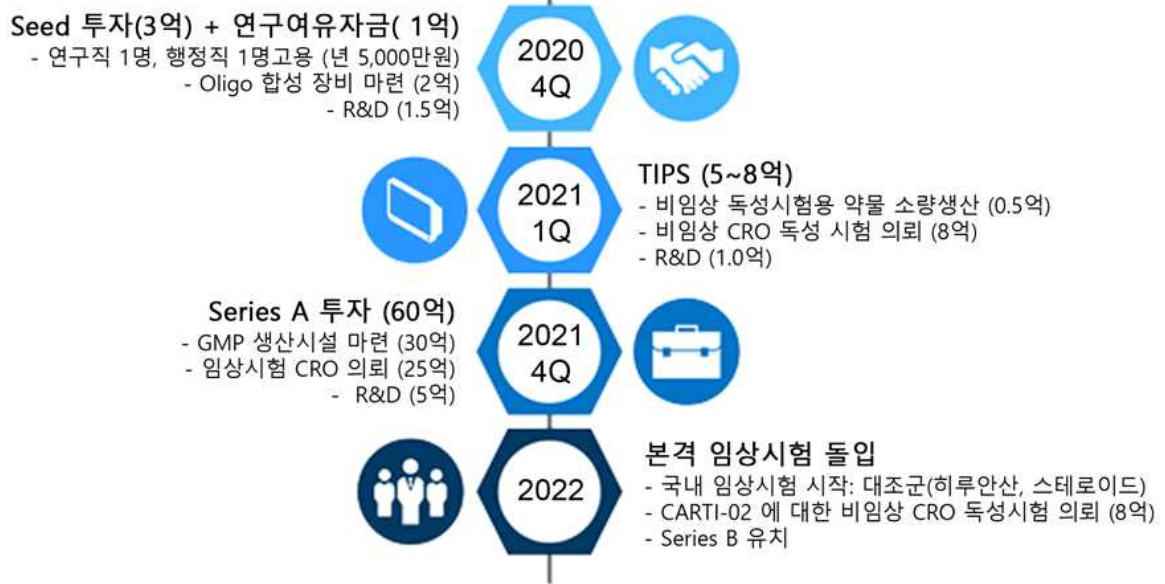 Seed 투자(3억) + 연구여유자금( 1억)
- 연구직 1명, 행정직 1명고용 (년 5,000만원)
- Oligo 합성 장비 마련 (2억)
- R&D (1.5억)
2020
4Q
2021
1Q
TIPS (5~8억)
- 비임상 독성시험용 약물 소량생산 (0.5억)
- 비임상 CRO 독성 시험 의뢰 (8억)
- R&D (1.0억)
Series A 투자 (60억)
- GMP 생산시설 마련 (30억)
- 임상시험 CRO 의뢰 (25억)
- R&D (5억)
2021
4Q
2022
본격 임상시험 돌입
- 국내 임상시험 시작: 대조군(히루안산, 스테로이드)
- CARTI-02 에 대한 비임상 CRO 독성시험 의뢰 (8억)
- Series B 유치